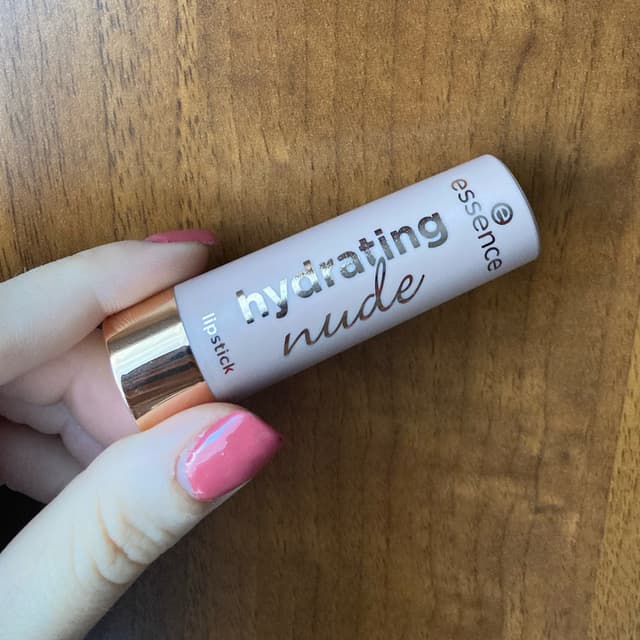 essence
hydrating
nude
lipstick